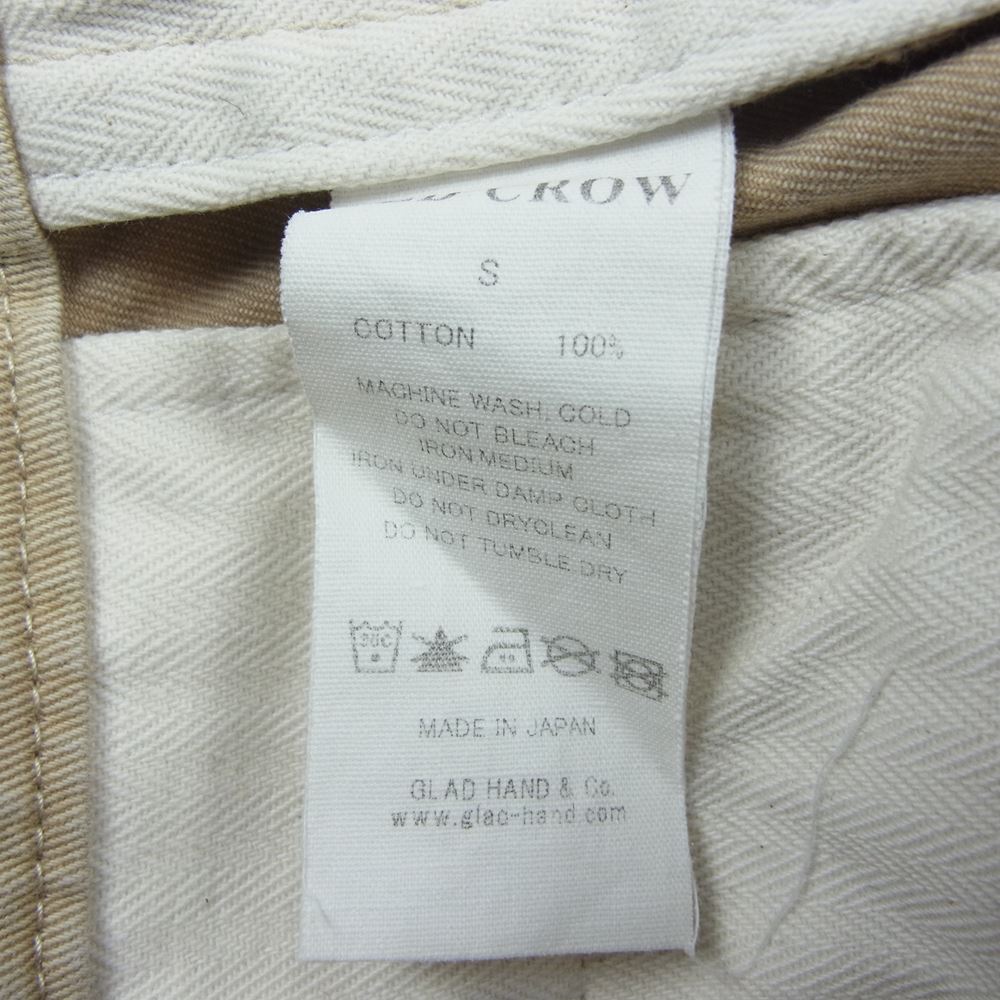 CROW
S
COTTON 100%
MACHINE WASH, COLD
DO NOT BLEACH
IRON MEDIUM
IRON UNDER DAMP CLOTH
DO NOT DRYCLEAN
DO NOT TUMBLE DRY
MADE IN JAPAN
GLAD HAND & Co.
www.glad-hand.com